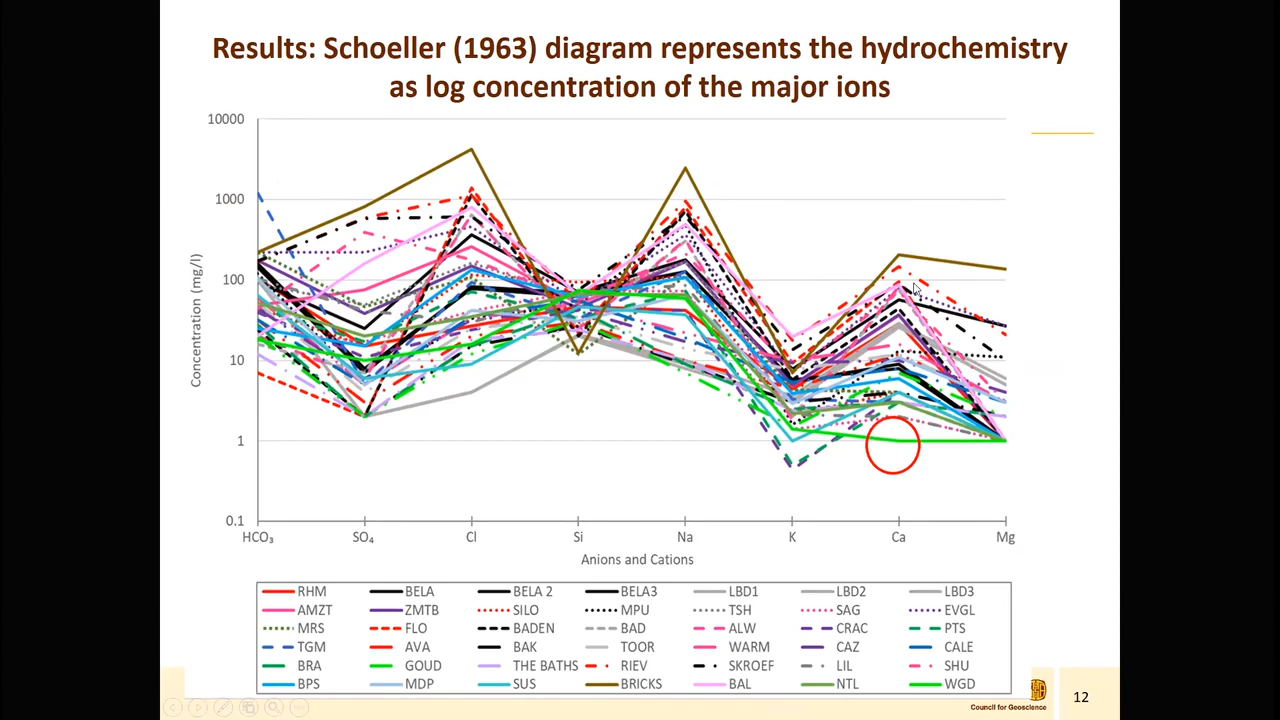 Results: Schoeller (1963) diagram represents the hydrochemistry
as log concentration of the major ions
10000
1000
100
10
1
0.1
Concentration (mg/l)
HCO₃ SO₄ Cl Si Na K Ca Mg
Anions and Cations
RHM BELA BELA 2 BELA3 LBD1 LBD2 LBD3
AMZT ZMTB SILO MPU TSH SAG EVGL
MRS FLO BADEN BAD ALW CRAC PTS
TGM AVA BAK TOOR WARM CAZ CALE
BRA GOUD THE BATHS RIEV SKROEF LIL SHU
BPS MDP SUS BRICKS BAL NTL WGD
Council for Geoscience
12